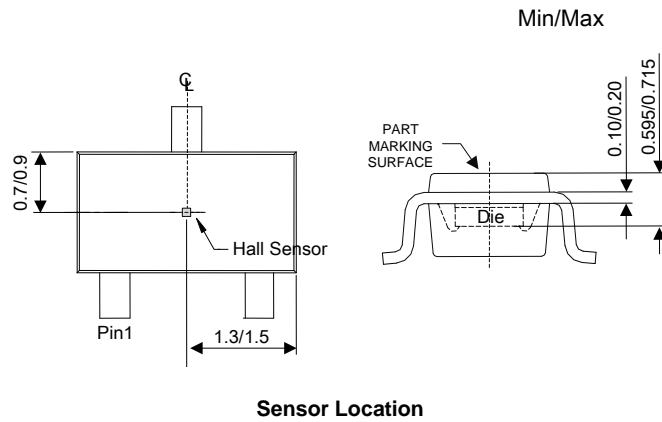 Min/Max
℄
0.7/0.9
Hall Sensor
Pin1
1.3/1.5
PART
MARKING
SURFACE
Die
0.10/0.20
0.595/0.715
Sensor Location